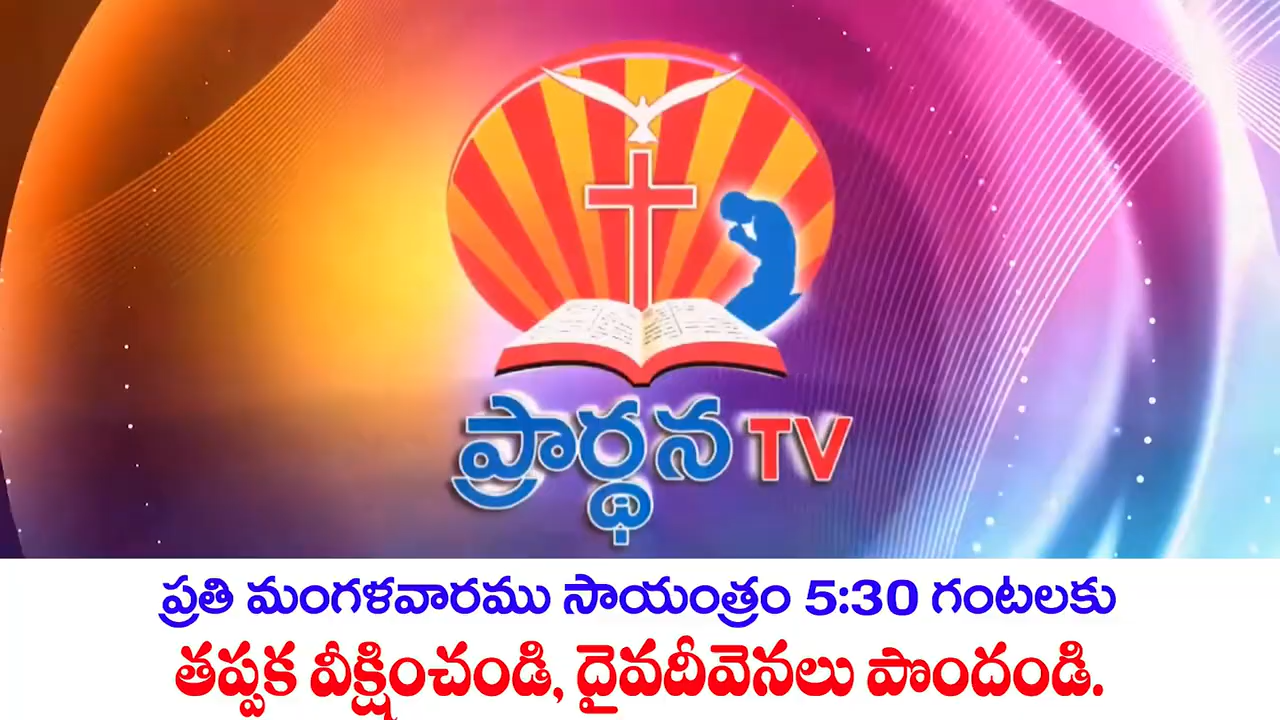 ప్రార్థన TV
ప్రతి మంగళవారము సాయంత్రం 5:30 గంటలకు
తప్పక వీక్షించండి, దైవదీవెనలు పొందండి.